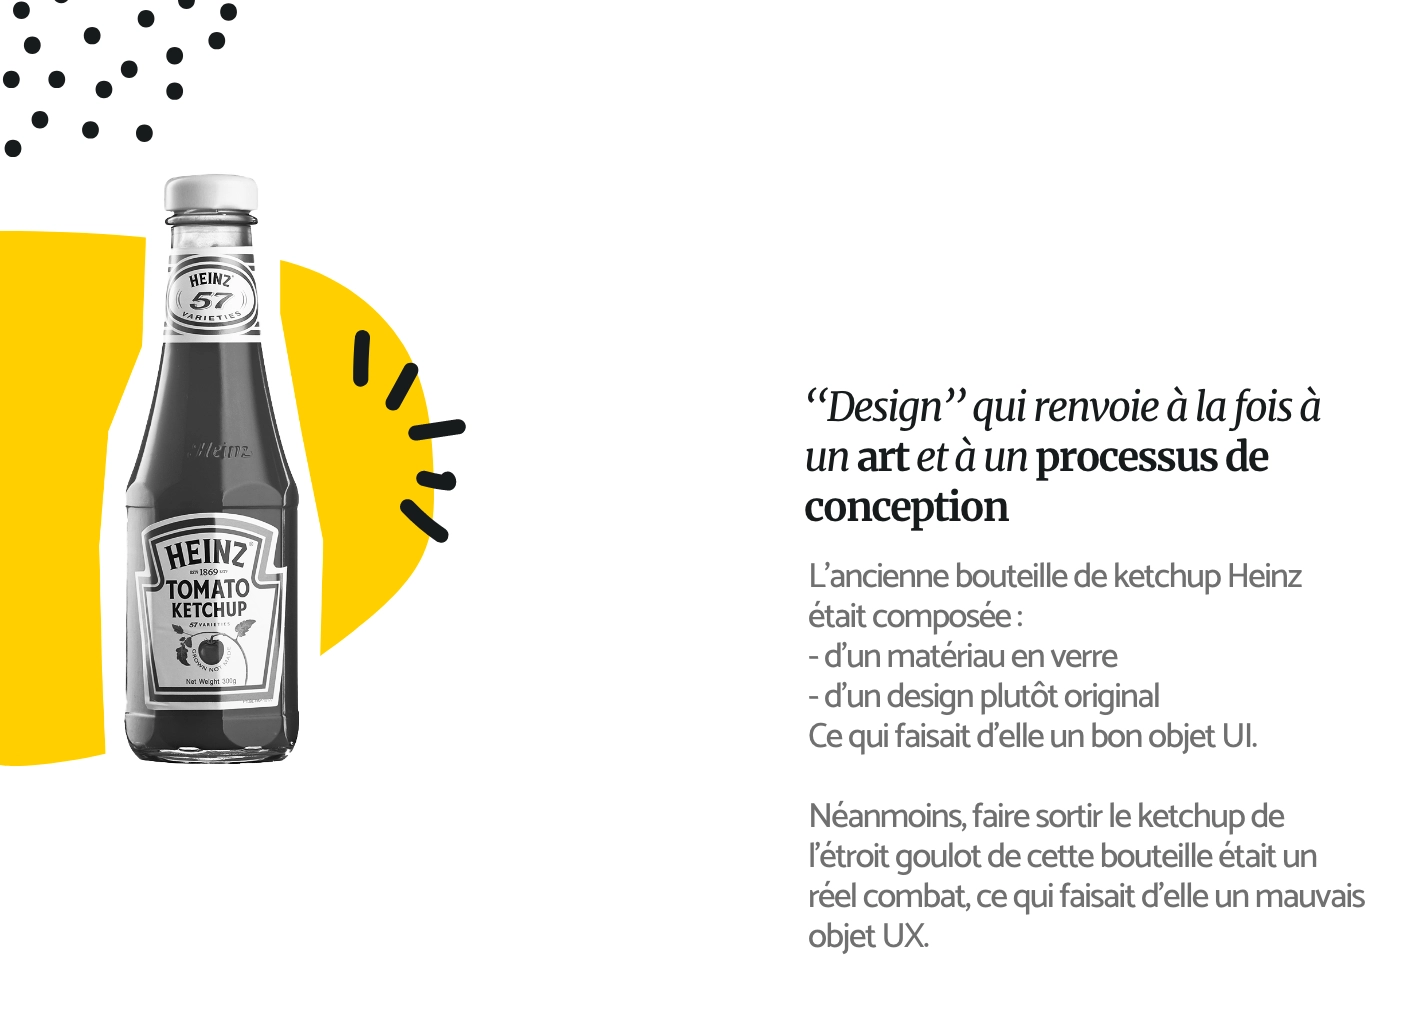 HEINZ
57
VARIETIES
Heinz
HEINZ
ESTD 1869
TOMATO
KETCHUP
57 VARIETIES
GROWN NOT MADE
Net Weight 300g
“Design” qui renvoie à la fois à
un art et à un processus de
conception
L’ancienne bouteille de ketchup Heinz
était composée :
- d’un matériau en verre
- d’un design plutôt original
Ce qui faisait d’elle un bon objet UI.
Néanmoins, faire sortir le ketchup de
l’étroit goulot de cette bouteille était un
réel combat, ce qui faisait d’elle un mauvais
objet UX.